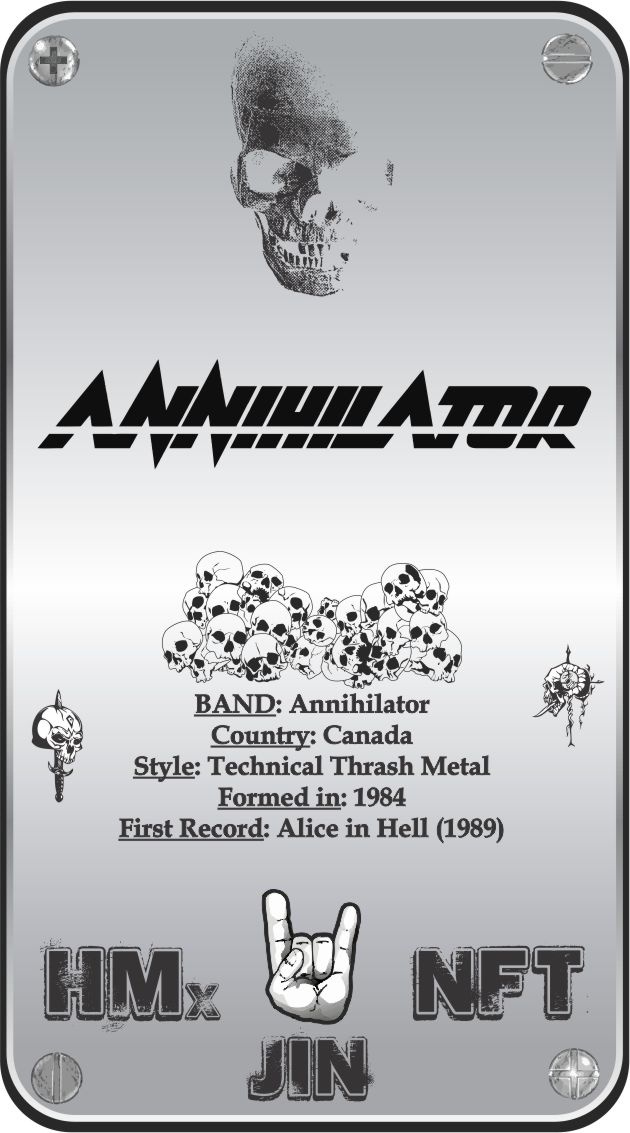 ANNIHILATOR
BAND: Annihilator
Country: Canada
Style: Technical Thrash Metal
Formed in: 1984
First Record: Alice in Hell (1989)
HMx NFT
JIN